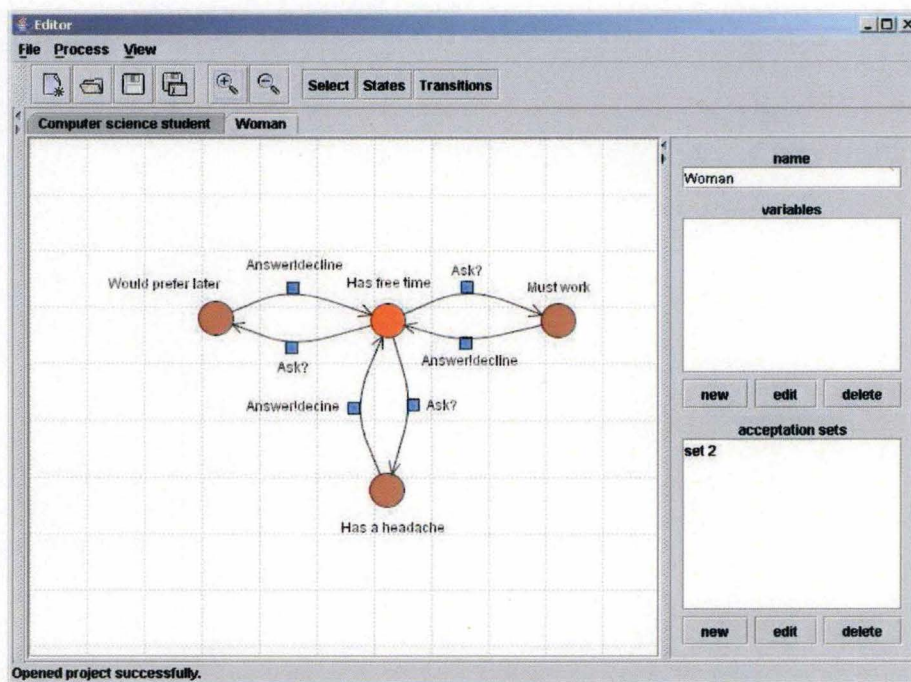 Editor
File Process View
Select States Transitions
Computer science student Woman
name
Woman
variables
new edit delete
acceptation sets
set 2
new edit delete
Answer!decline
Would prefer later
Has free time
Ask?
Must work
Ask?
Answer!decline
Answer!decine
Ask?
Has a headache
Opened project successfully.